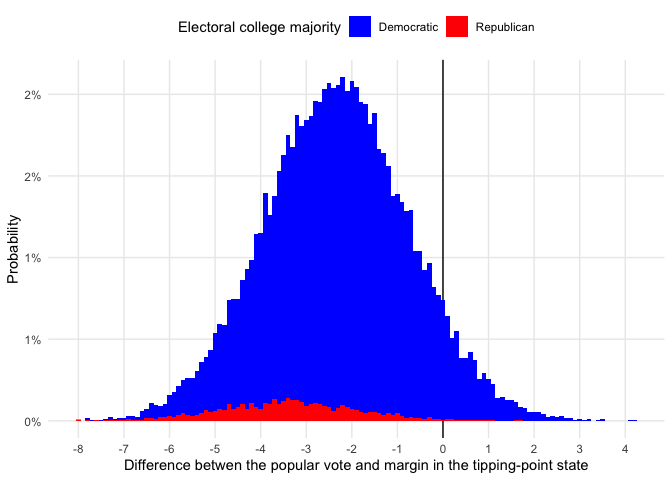 Electoral college majority Democratic Republican
Probability
2%
2%
1%
1%
0%
-8 -7 -6 -5 -4 -3 -2 -1 0 1 2 3 4
Difference betwen the popular vote and margin in the tipping-point state